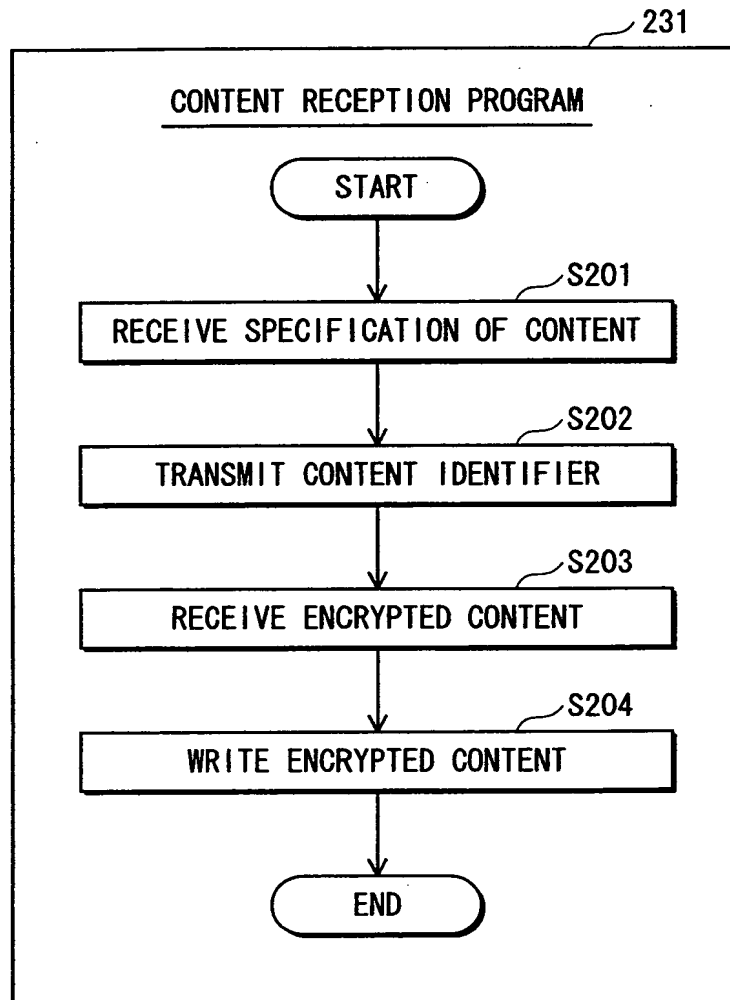 231
CONTENT RECEPTION PROGRAM
START
S201
RECEIVE SPECIFICATION OF CONTENT
S202
TRANSMIT CONTENT IDENTIFIER
S203
RECEIVE ENCRYPTED CONTENT
S204
WRITE ENCRYPTED CONTENT
END